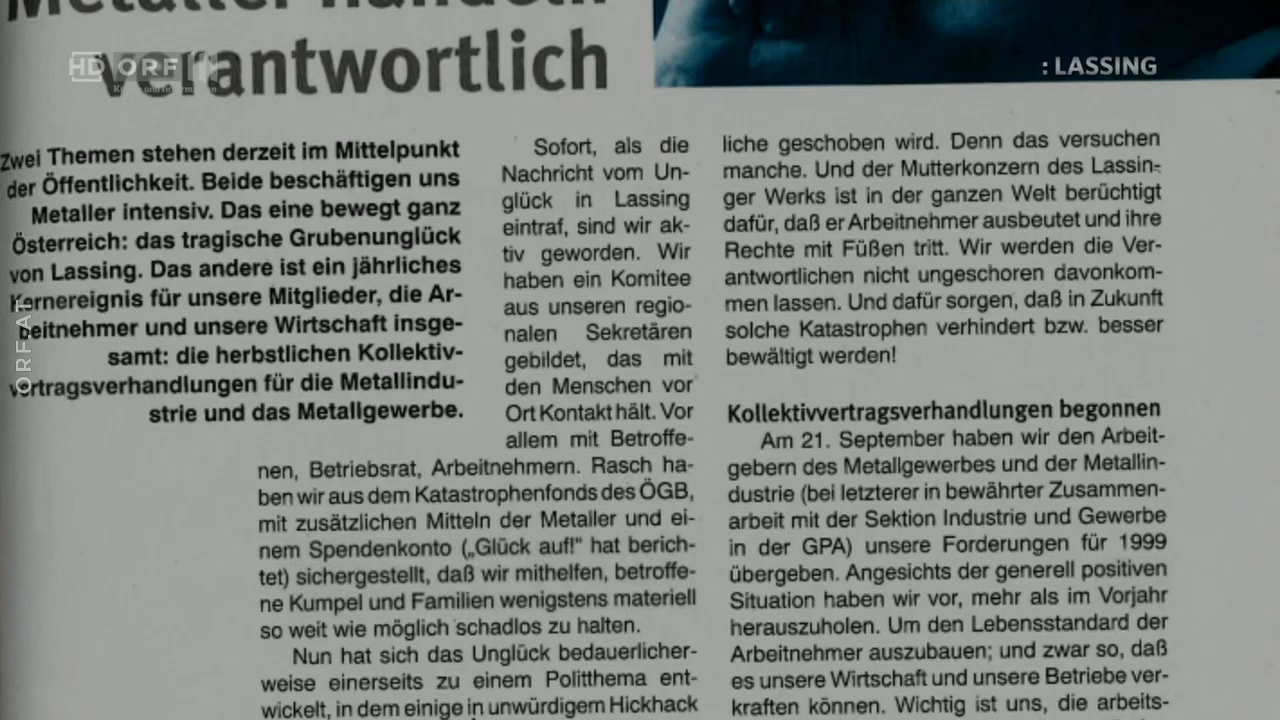 Metaller handeln
verantwortlich
HD ORF
: LASSING
ORF.AT
Zwei Themen stehen derzeit im Mittelpunkt
der Öffentlichkeit. Beide beschäftigen uns
Metaller intensiv. Das eine bewegt ganz
Österreich: das tragische Grubenunglück
von Lassing. Das andere ist ein jährliches
Kernereignis für unsere Mitglieder, die Ar-
beitnehmer und unsere Wirtschaft insge-
samt: die herbstlichen Kollektiv-
vertragsverhandlungen für die Metallindu-
strie und das Metallgewerbe.
Sofort, als die
Nachricht vom Un-
glück in Lassing
eintraf, sind wir ak-
tiv geworden. Wir
haben ein Komitee
aus unseren regio-
nalen Sekretären
gebildet, das mit
den Menschen vor
Ort Kontakt hält. Vor
allem mit Betroffe-
nen, Betriebsrat, Arbeitnehmern. Rasch ha-
ben wir aus dem Katastrophenfonds des ÖGB,
mit zusätzlichen Mitteln der Metaller und ei-
nem Spendenkonto („Glück auf!“ hat berich-
tet) sichergestellt, daß wir mithelfen, betroffe-
ne Kumpel und Familien wenigstens materiell
so weit wie möglich schadlos zu halten.
Nun hat sich das Unglück bedauerlicher-
weise einerseits zu einem Politthema ent-
wickelt, in dem einige in unwürdigem Hickhack
liche geschoben wird. Denn das versuchen
manche. Und der Mutterkonzern des Lassin-
ger Werks ist in der ganzen Welt berüchtigt
dafür, daß er Arbeitnehmer ausbeutet und ihre
Rechte mit Füßen tritt. Wir werden die Ver-
antwortlichen nicht ungeschoren davonkom-
men lassen. Und dafür sorgen, daß in Zukunft
solche Katastrophen verhindert bzw. besser
bewältigt werden!
Kollektivvertragsverhandlungen begonnen
Am 21. September haben wir den Arbeit-
gebern des Metallgewerbes und der Metallin-
dustrie (bei letzterer in bewährter Zusammen-
arbeit mit der Sektion Industrie und Gewerbe
in der GPA) unsere Forderungen für 1999
übergeben. Angesichts der generell positiven
Situation haben wir vor, mehr als im Vorjahr
herauszuholen. Um den Lebensstandard der
Arbeitnehmer auszubauen; und zwar so, daß
es unsere Wirtschaft und unsere Betriebe ver-
kraften können. Wichtig ist uns, die arbeits-